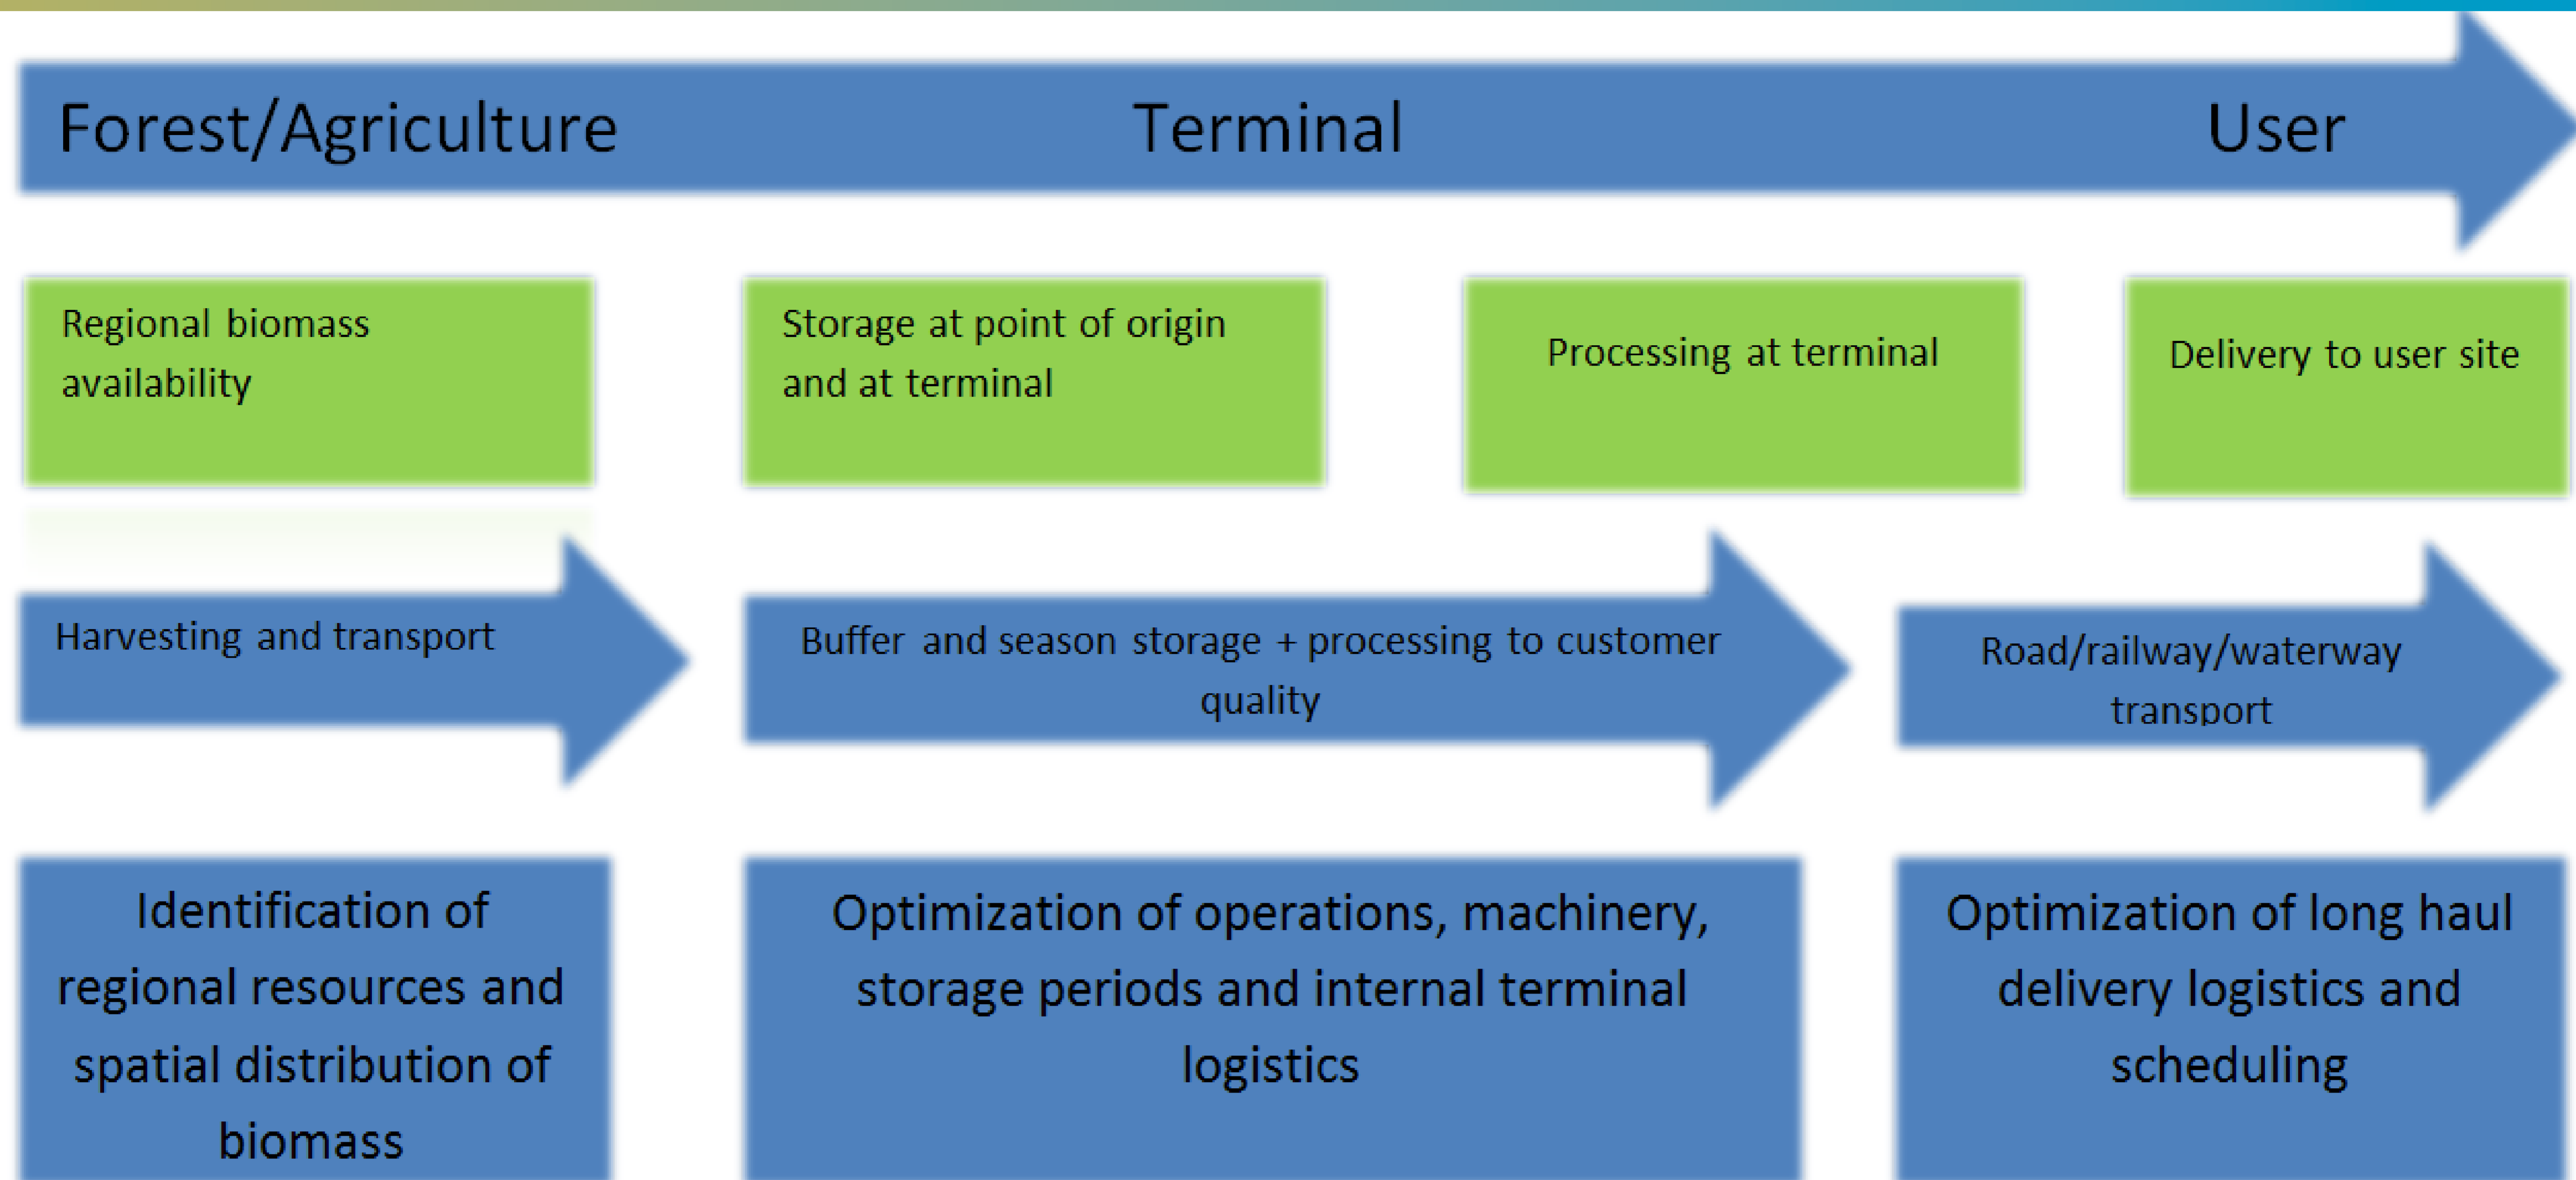 Forest/Agriculture Terminal User
Regional biomass
availability
Storage at point of origin
and at terminal
Processing at terminal
Delivery to user site
Harvesting and transport
Buffer and season storage + processing to customer
quality
Road/railway/waterway
transport
Identification of
regional resources and
spatial distribution of
biomass
Optimization of operations, machinery,
storage periods and internal terminal
logistics
Optimization of long haul
delivery logistics and
scheduling